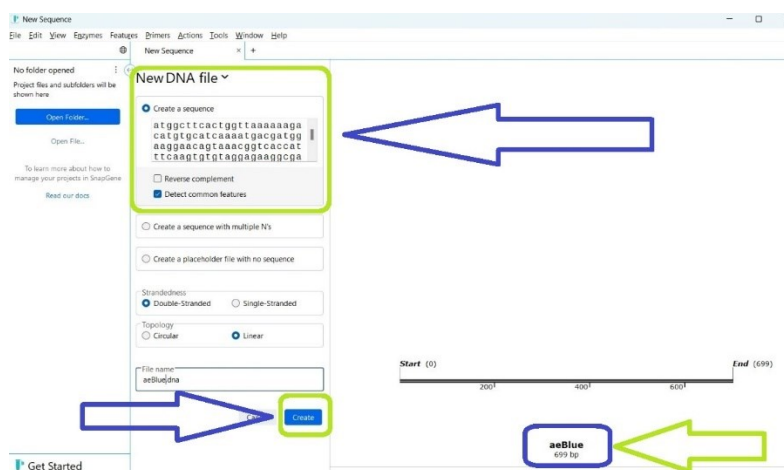 New Sequence
File Edit View Enzymes Features Primers Actions Tools Window Help
New Sequence × +
No folder opened
Project files and subfolders will be
shown here
Open Folder...
Open File...
To learn more about how to
manage your projects in SnapGene
Read our docs
New DNA file
Create a sequence
atggcttcactggttaaaaaaga
catgtgcatcaaaatgacgatgg
aaggaacagtaaacggtcaccat
ttcaagtgtgtaggagaaggcga
Reverse complement
Detect common features
Create a sequence with multiple N's
Create a placeholder file with no sequence
Strandedness
Double-Stranded Single-Stranded
Topology
Circular Linear
File name
aeBlue.dna
Create
Start (0) End (699)
200 400 600
aeBlue
699 bp
Get Started